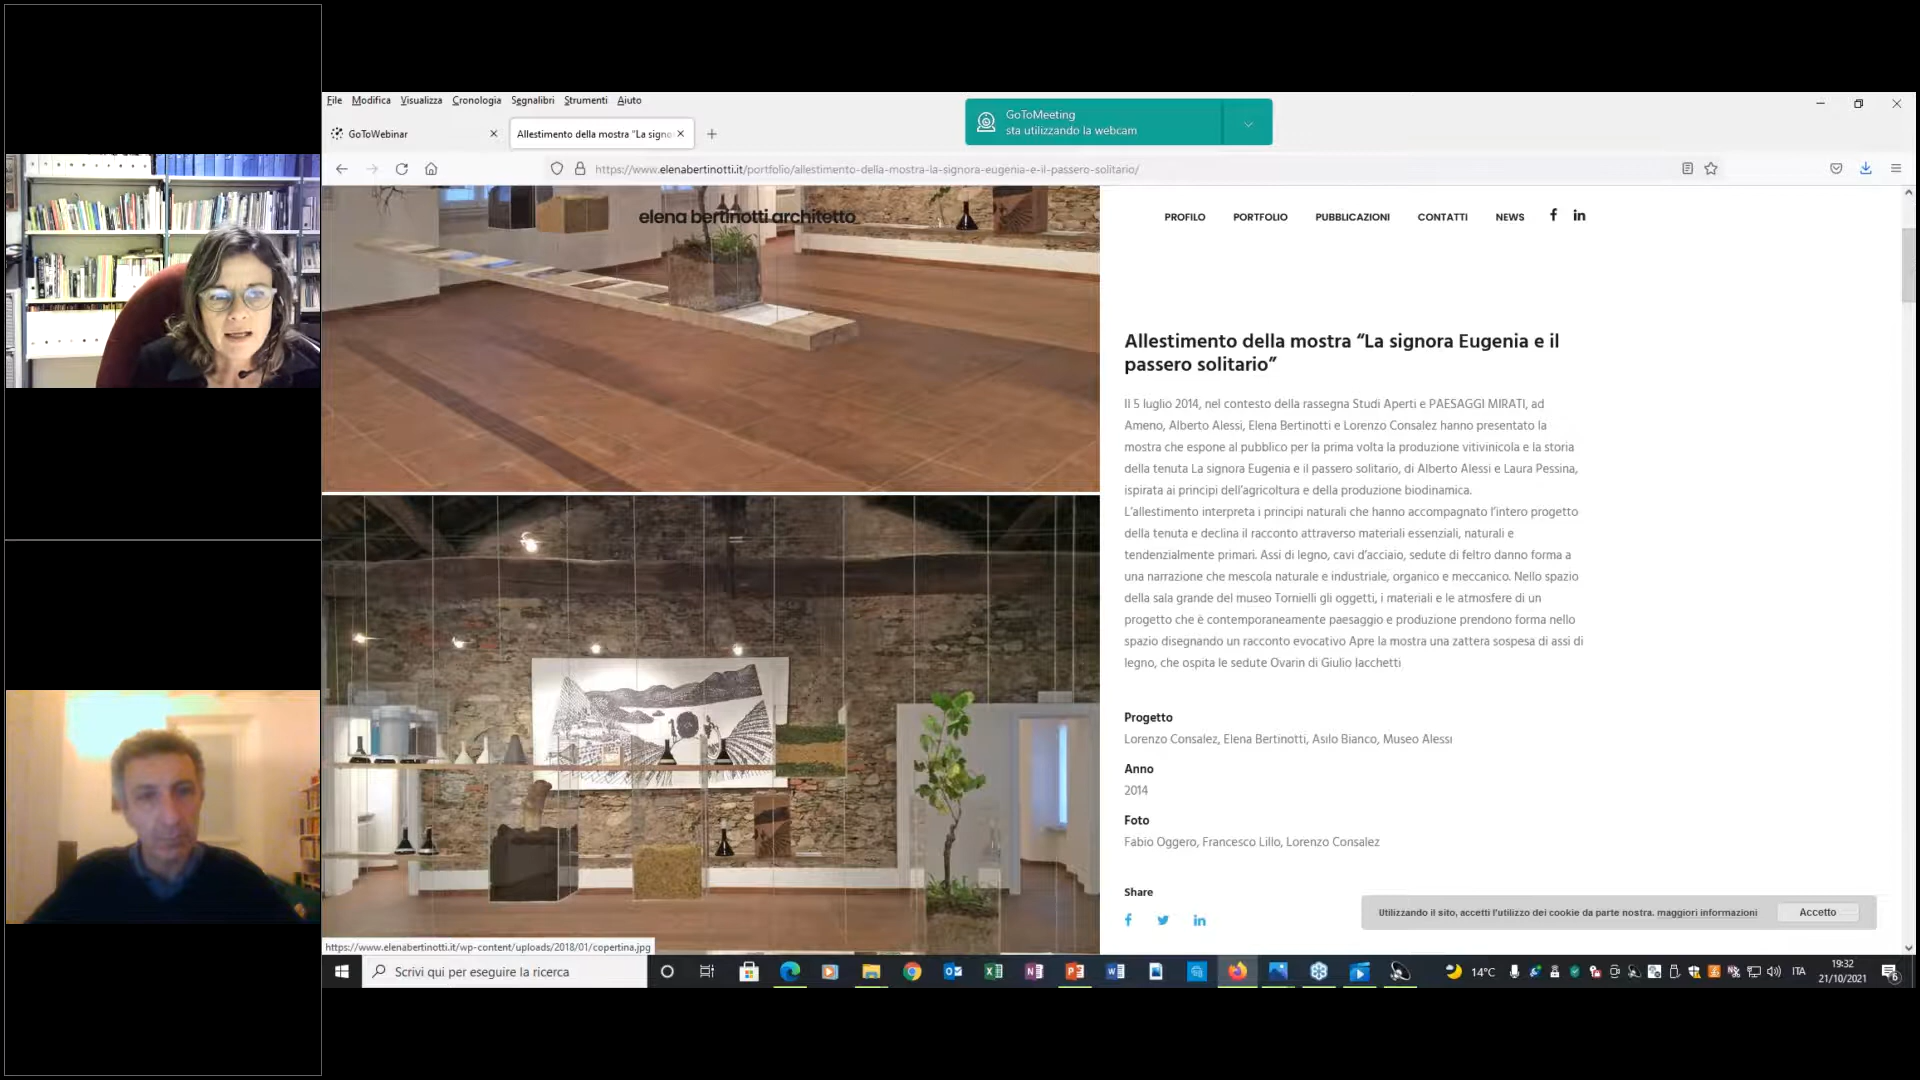 File Modifica Visualizza Cronologia Segnalibri Strumenti Aiuto
GoToMeeting
sta utilizzando la webcam
GoToWebinar
Allestimento della mostra “La signo
https://www.elenabertinotti.it/portfolio/allestimento-della-mostra-la-signora-eugenia-e-il-passero-solitario/
elena bertinotti architetto
PROFILO PORTFOLIO PUBBLICAZIONI CONTATTI NEWS
Allestimento della mostra “La signora Eugenia e il
passero solitario”
Il 5 luglio 2014, nel contesto della rassegna Studi Aperti e PAESAGGI MIRATI, ad
Ameno, Alberto Alessi, Elena Bertinotti e Lorenzo Consalez hanno presentato la
mostra che espone al pubblico per la prima volta la produzione vitivinicola e la storia
della tenuta La signora Eugenia e il passero solitario, di Alberto Alessi e Laura Pessina,
ispirata ai principi dell’agricoltura e della produzione biodinamica.
L’allestimento interpreta i principi naturali che hanno accompagnato l’intero progetto
della tenuta e declina il racconto attraverso materiali essenziali, naturali e
tendenzialmente primari. Assi di legno, cavi d’acciaio, sedute di feltro danno forma a
una narrazione che mescola naturale e industriale, organico e meccanico. Nello spazio
della sala grande del museo Tornielli gli oggetti, i materiali e le atmosfere di un
progetto che è contemporaneamente paesaggio e produzione prendono forma nello
spazio disegnando un racconto evocativo Apre la mostra una zattera sospesa di assi di
legno, che ospita le sedute Ovarin di Giulio Iacchetti
Progetto
Lorenzo Consalez, Elena Bertinotti, Asilo Bianco, Museo Alessi
Anno
2014
Foto
Fabio Oggero, Francesco Lillo, Lorenzo Consalez
Share
Utilizzando il sito, accetti l'utilizzo dei cookie da parte nostra. maggiori informazioni
Accetto
https://www.elenabertinotti.it/wp-content/uploads/2018/01/copertina.jpg
Scrivi qui per eseguire la ricerca
14°C
ITA
19:32
21/10/2021
6